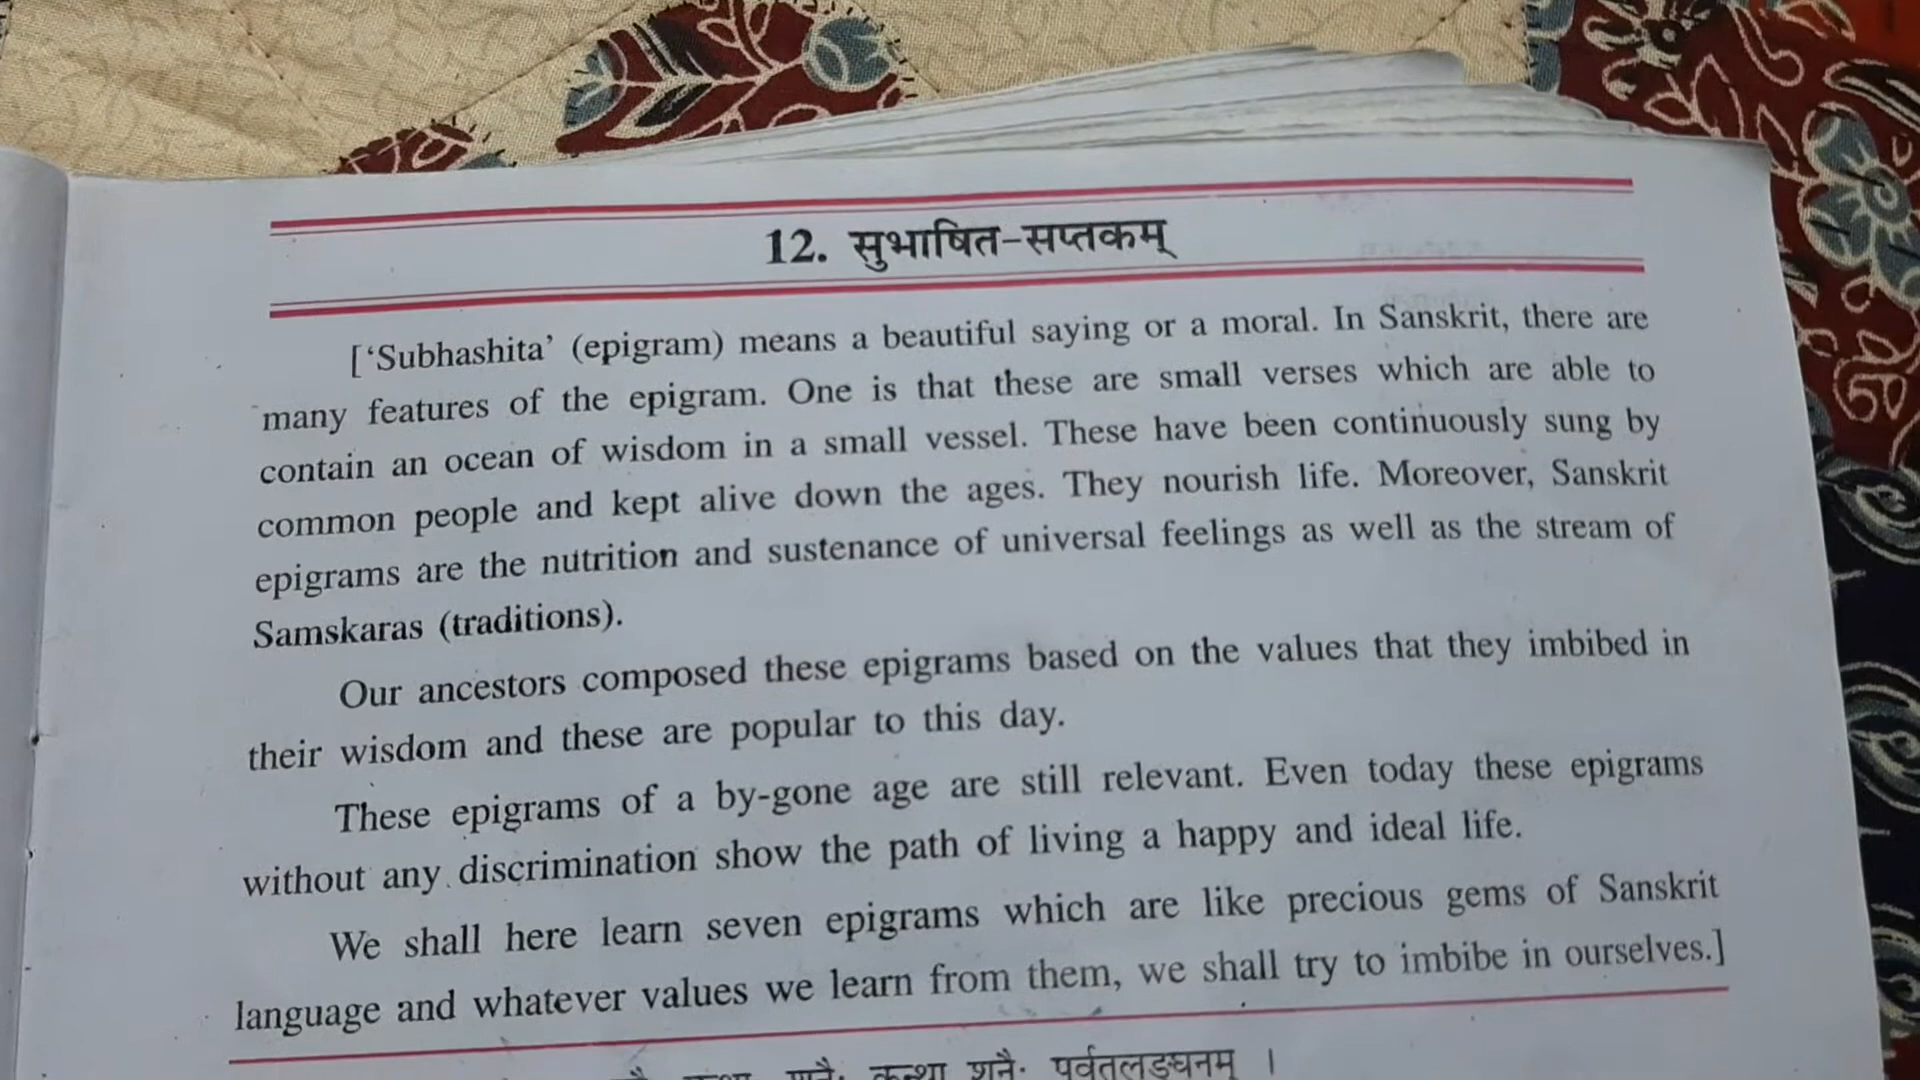 12. सुभाषित-सप्तकम्
['Subhashita' (epigram) means a beautiful saying or a moral. In Sanskrit, there are
many features of the epigram. One is that these are small verses which are able to
contain an ocean of wisdom in a small vessel. These have been continuously sung by
common people and kept alive down the ages. They nourish life. Moreover, Sanskrit
epigrams are the nutrition and sustenance of universal feelings as well as the stream of
Samskaras (traditions).
Our ancestors composed these epigrams based on the values that they imbibed in
their wisdom and these are popular to this day.
These epigrams of a by-gone age are still relevant. Even today these epigrams
without any discrimination show the path of living a happy and ideal life.
We shall here learn seven epigrams which are like precious gems of Sanskrit
language and whatever values we learn from them, we shall try to imbibe in ourselves.]
कन्था शनैः पर्वतलङ्घनम् ।